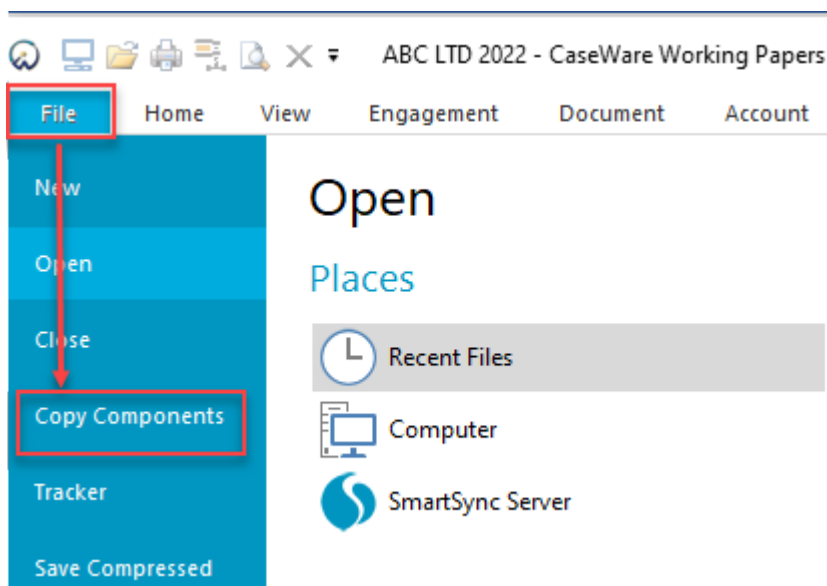 ABC LTD 2022 - CaseWare Working Papers
File Home View Engagement Document Account
New
Open
Close
Copy Components
Tracker
Save Compressed
Open
Places
Recent Files
Computer
SmartSync Server